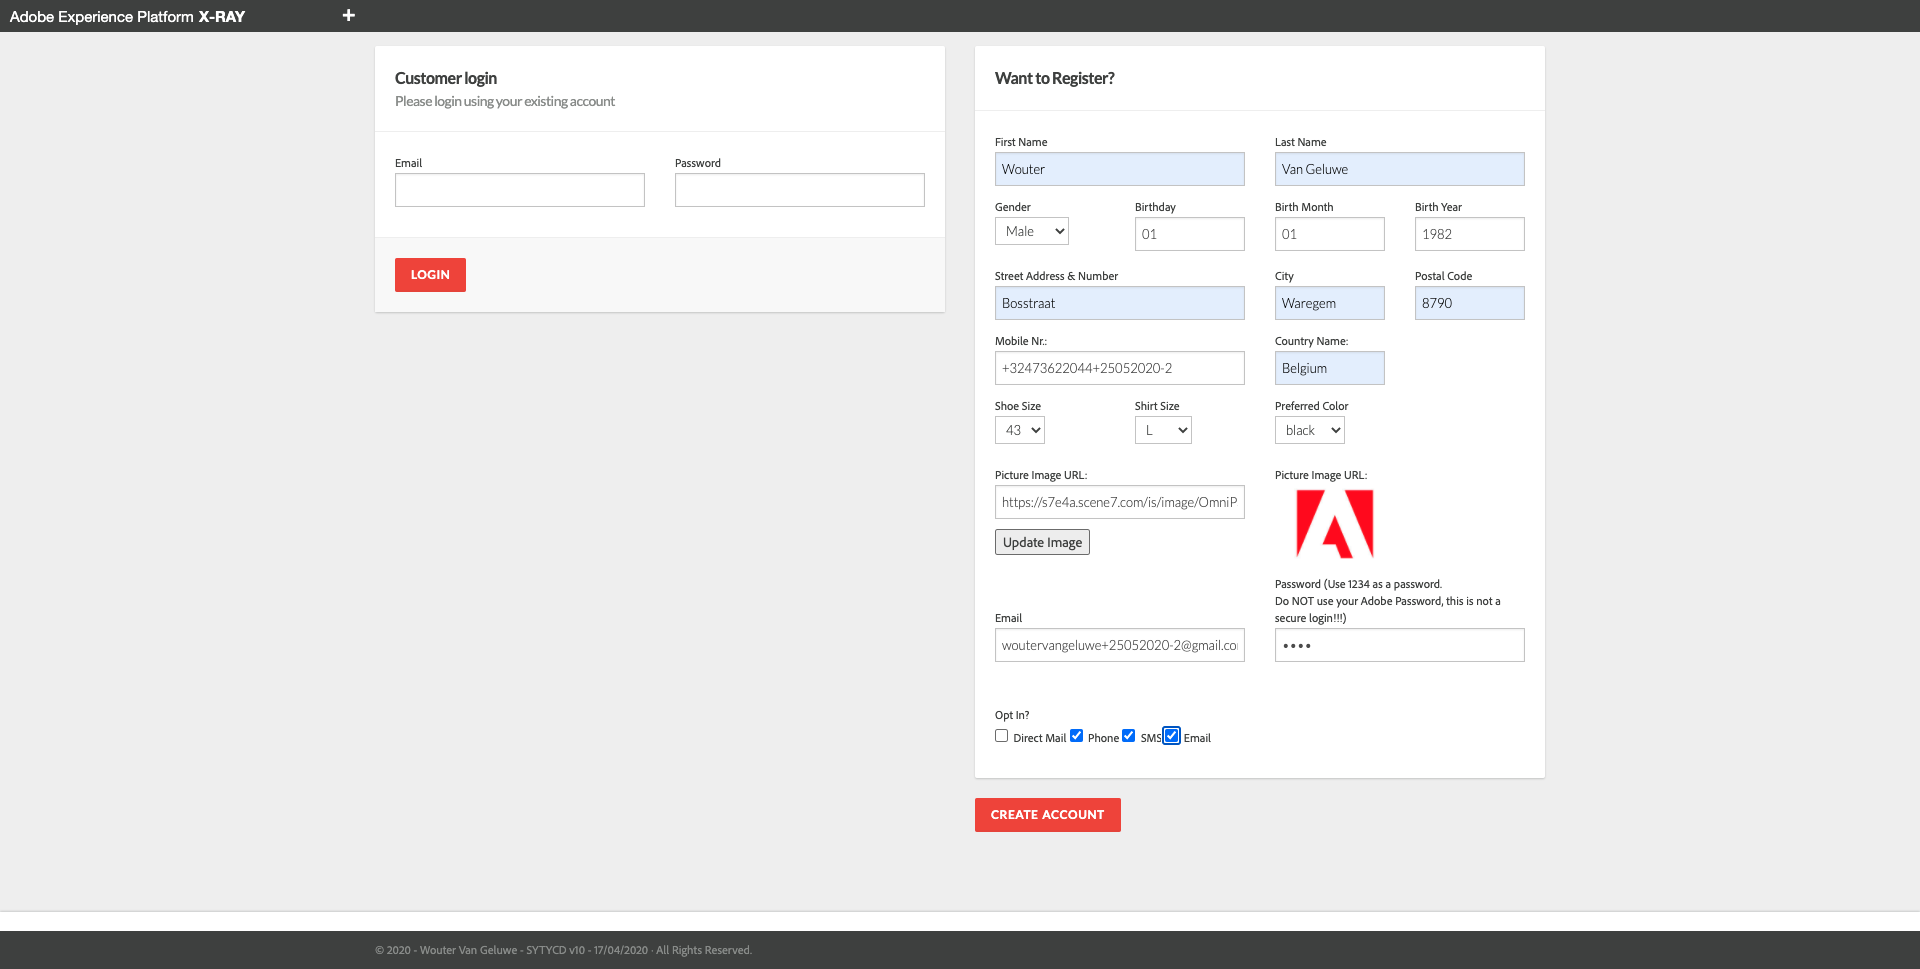 Adobe Experience Platform X-RAY
Customer login
Please login using your existing account
Email
Password
LOGIN
Want to Register?
First Name
Last Name
Wouter
Van Geluwe
Gender
Birthday
Birth Month
Birth Year
Male
01
01
1982
Street Address & Number
City
Postal Code
Bosstraat
Waregem
8790
Mobile Nr.:
Country Name:
+32473622044+25052020-2
Belgium
Shoe Size
Shirt Size
Preferred Color
43
L
black
Picture Image URL:
Picture Image URL:
https://s7e4a.scene7.com/is/image/OmniP
Update Image
Password (Use 1234 as a password.
Do NOT use your Adobe Password, this is not a
secure login!!!)
Email
woutervangeluwe+25052020-2@gmail.co
••••
Opt In?
Direct Mail
Phone
SMS
Email
CREATE ACCOUNT
© 2020 - Wouter Van Geluwe - SYTYCD v10 - 17/04/2020 · All Rights Reserved.